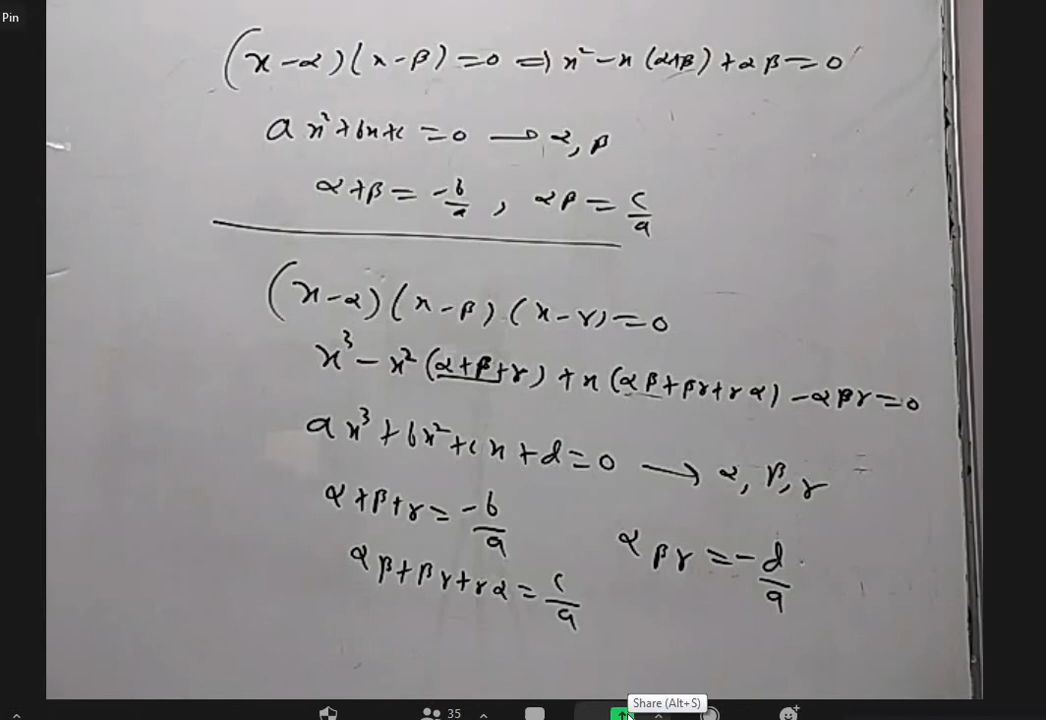 Pin
(x-α)(x-β)=0 ⇒ x²-x(α+β)+αβ=0
ax²+bx+c=0 → α, β
α+β=-b/a, αβ=c/a
(x-α)(x-β)(x-γ)=0
x³-x²(α+β+γ)+x(αβ+βγ+γα)-αβγ=0
ax³+bx²+cx+d=0 → α, β, γ
α+β+γ=-b/a
αβγ=-d/a
αβ+βγ+γα=c/a
Share (Alt+S)
35